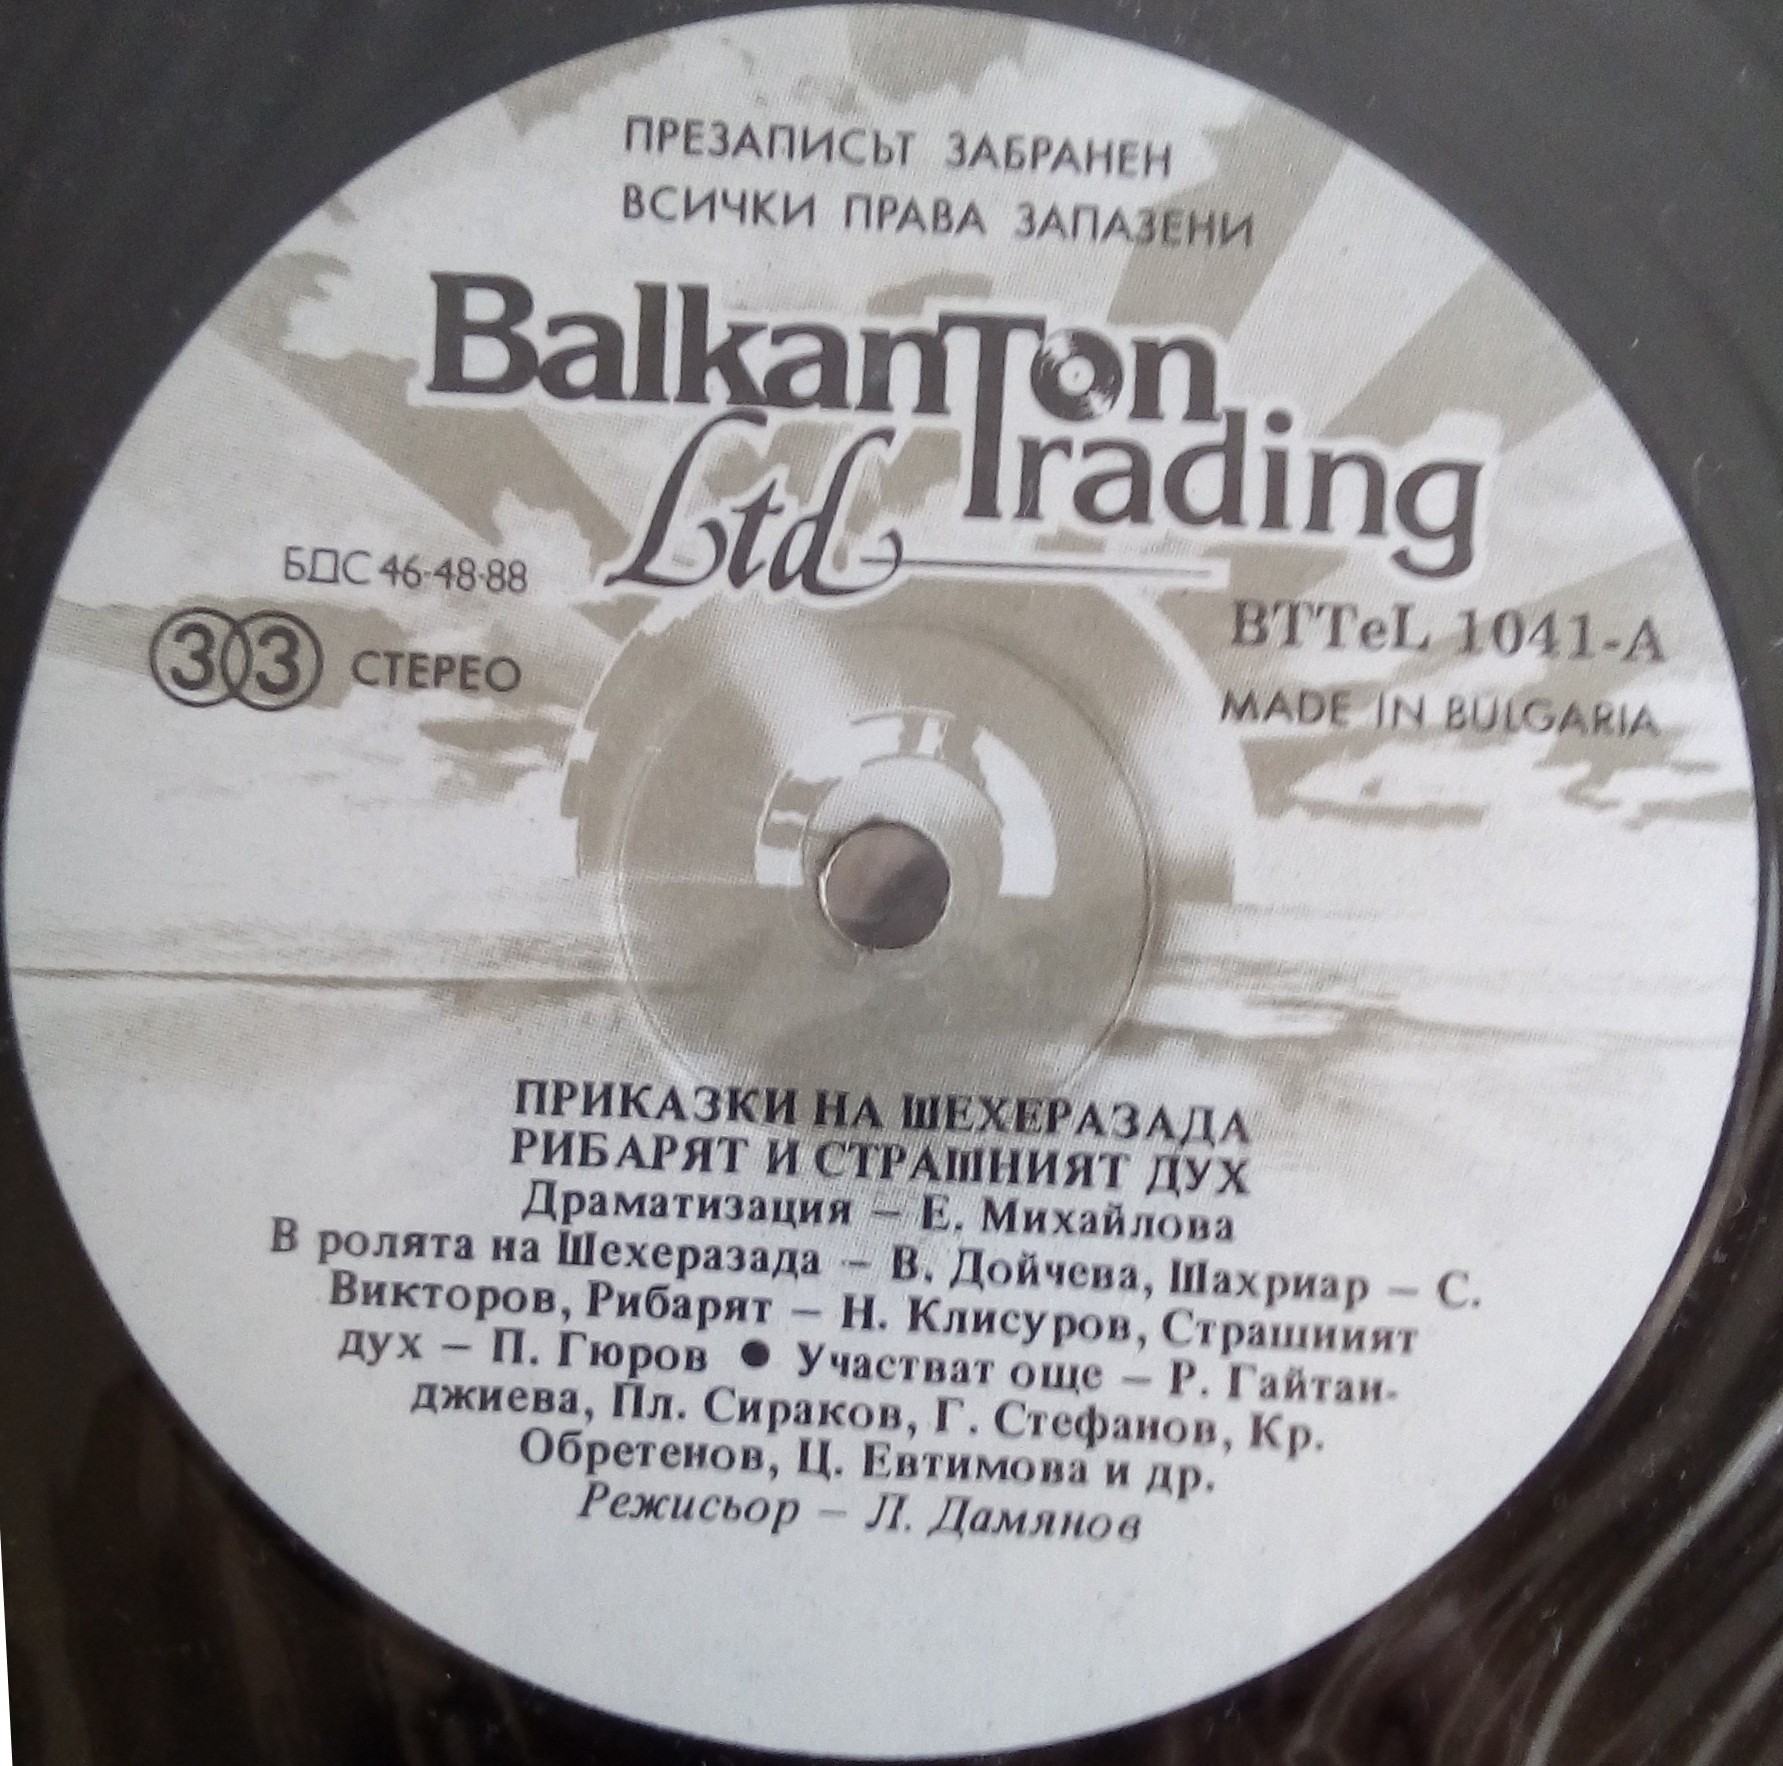 ПРЕЗАПИСЪТ ЗАБРАНЕН
ВСИЧКИ ПРАВА ЗАПАЗЕНИ
BalkanTon
Trading
Ltd
БДС 46-48-88
33 СТЕРЕО
BTTeL 1041-A
MADE IN BULGARIA
ПРИКАЗКИ НА ШЕХЕРАЗАДА
РИБАРЯТ И СТРАШНИЯТ ДУХ
Драматизация – Е. Михайлова
В ролята на Шехеразада – В. Дойчева, Шахриар – С.
Викторов, Рибарят – Н. Клисуров, Страшният
дух – П. Гюров ● Участват още – Р. Гайтан-
джиева, Пл. Сираков, Г. Стефанов, Кр.
Обретенов, Ц. Евтимова и др.
Режисьор – Л. Дамянов